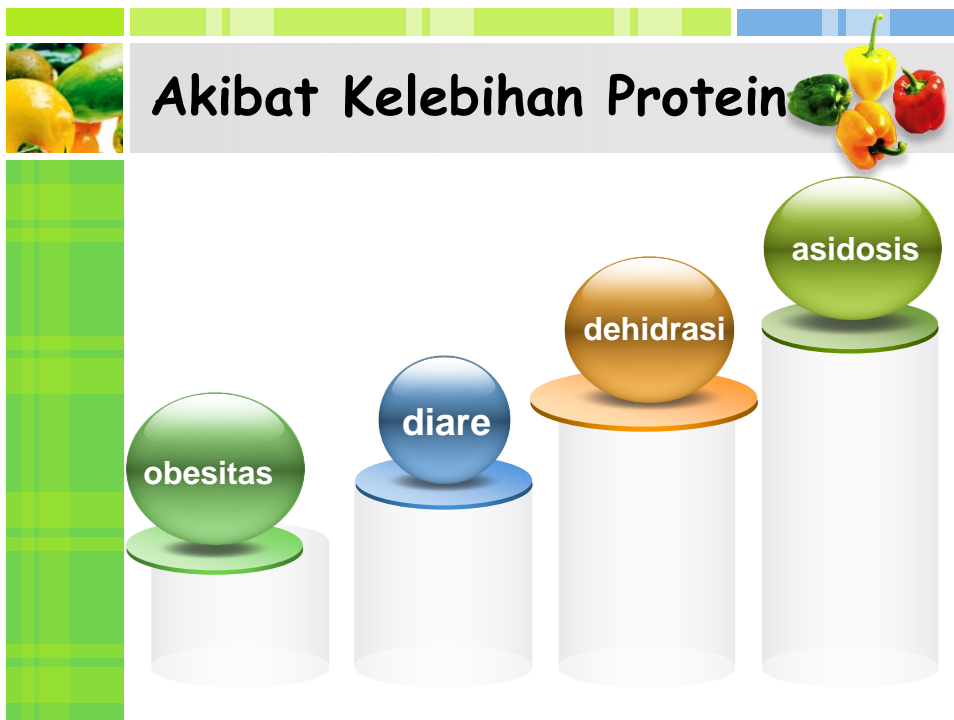 Akibat Kelebihan Protein
obesitas
diare
dehidrasi
asidosis